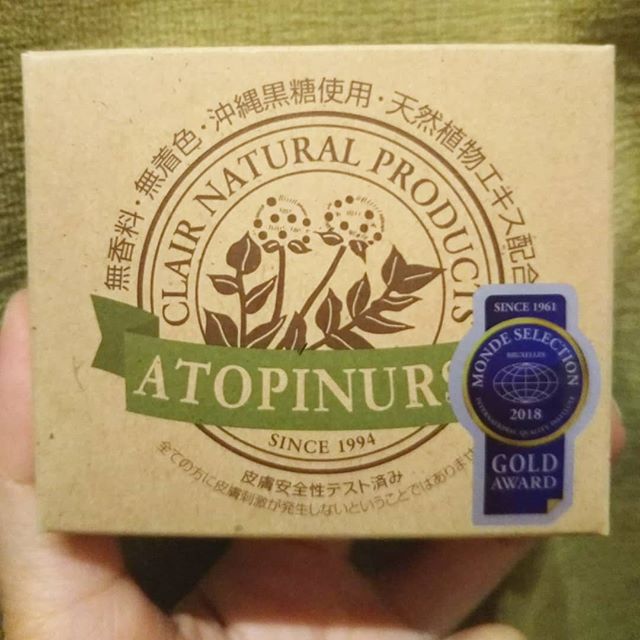 無香料・無着色・沖縄黒糖使用・天然植物エキス配合
CLAIR NATURAL PRODUCTS
ATOPINURS
SINCE 1994
皮膚安全性テスト済み
全ての方に皮膚刺激が発生しないということではありませ
SINCE 1961
MONDE SELECTION
BRUXELLES
2018
INTERNATIONAL QUALITY INSTITUTE
GOLD
AWARD